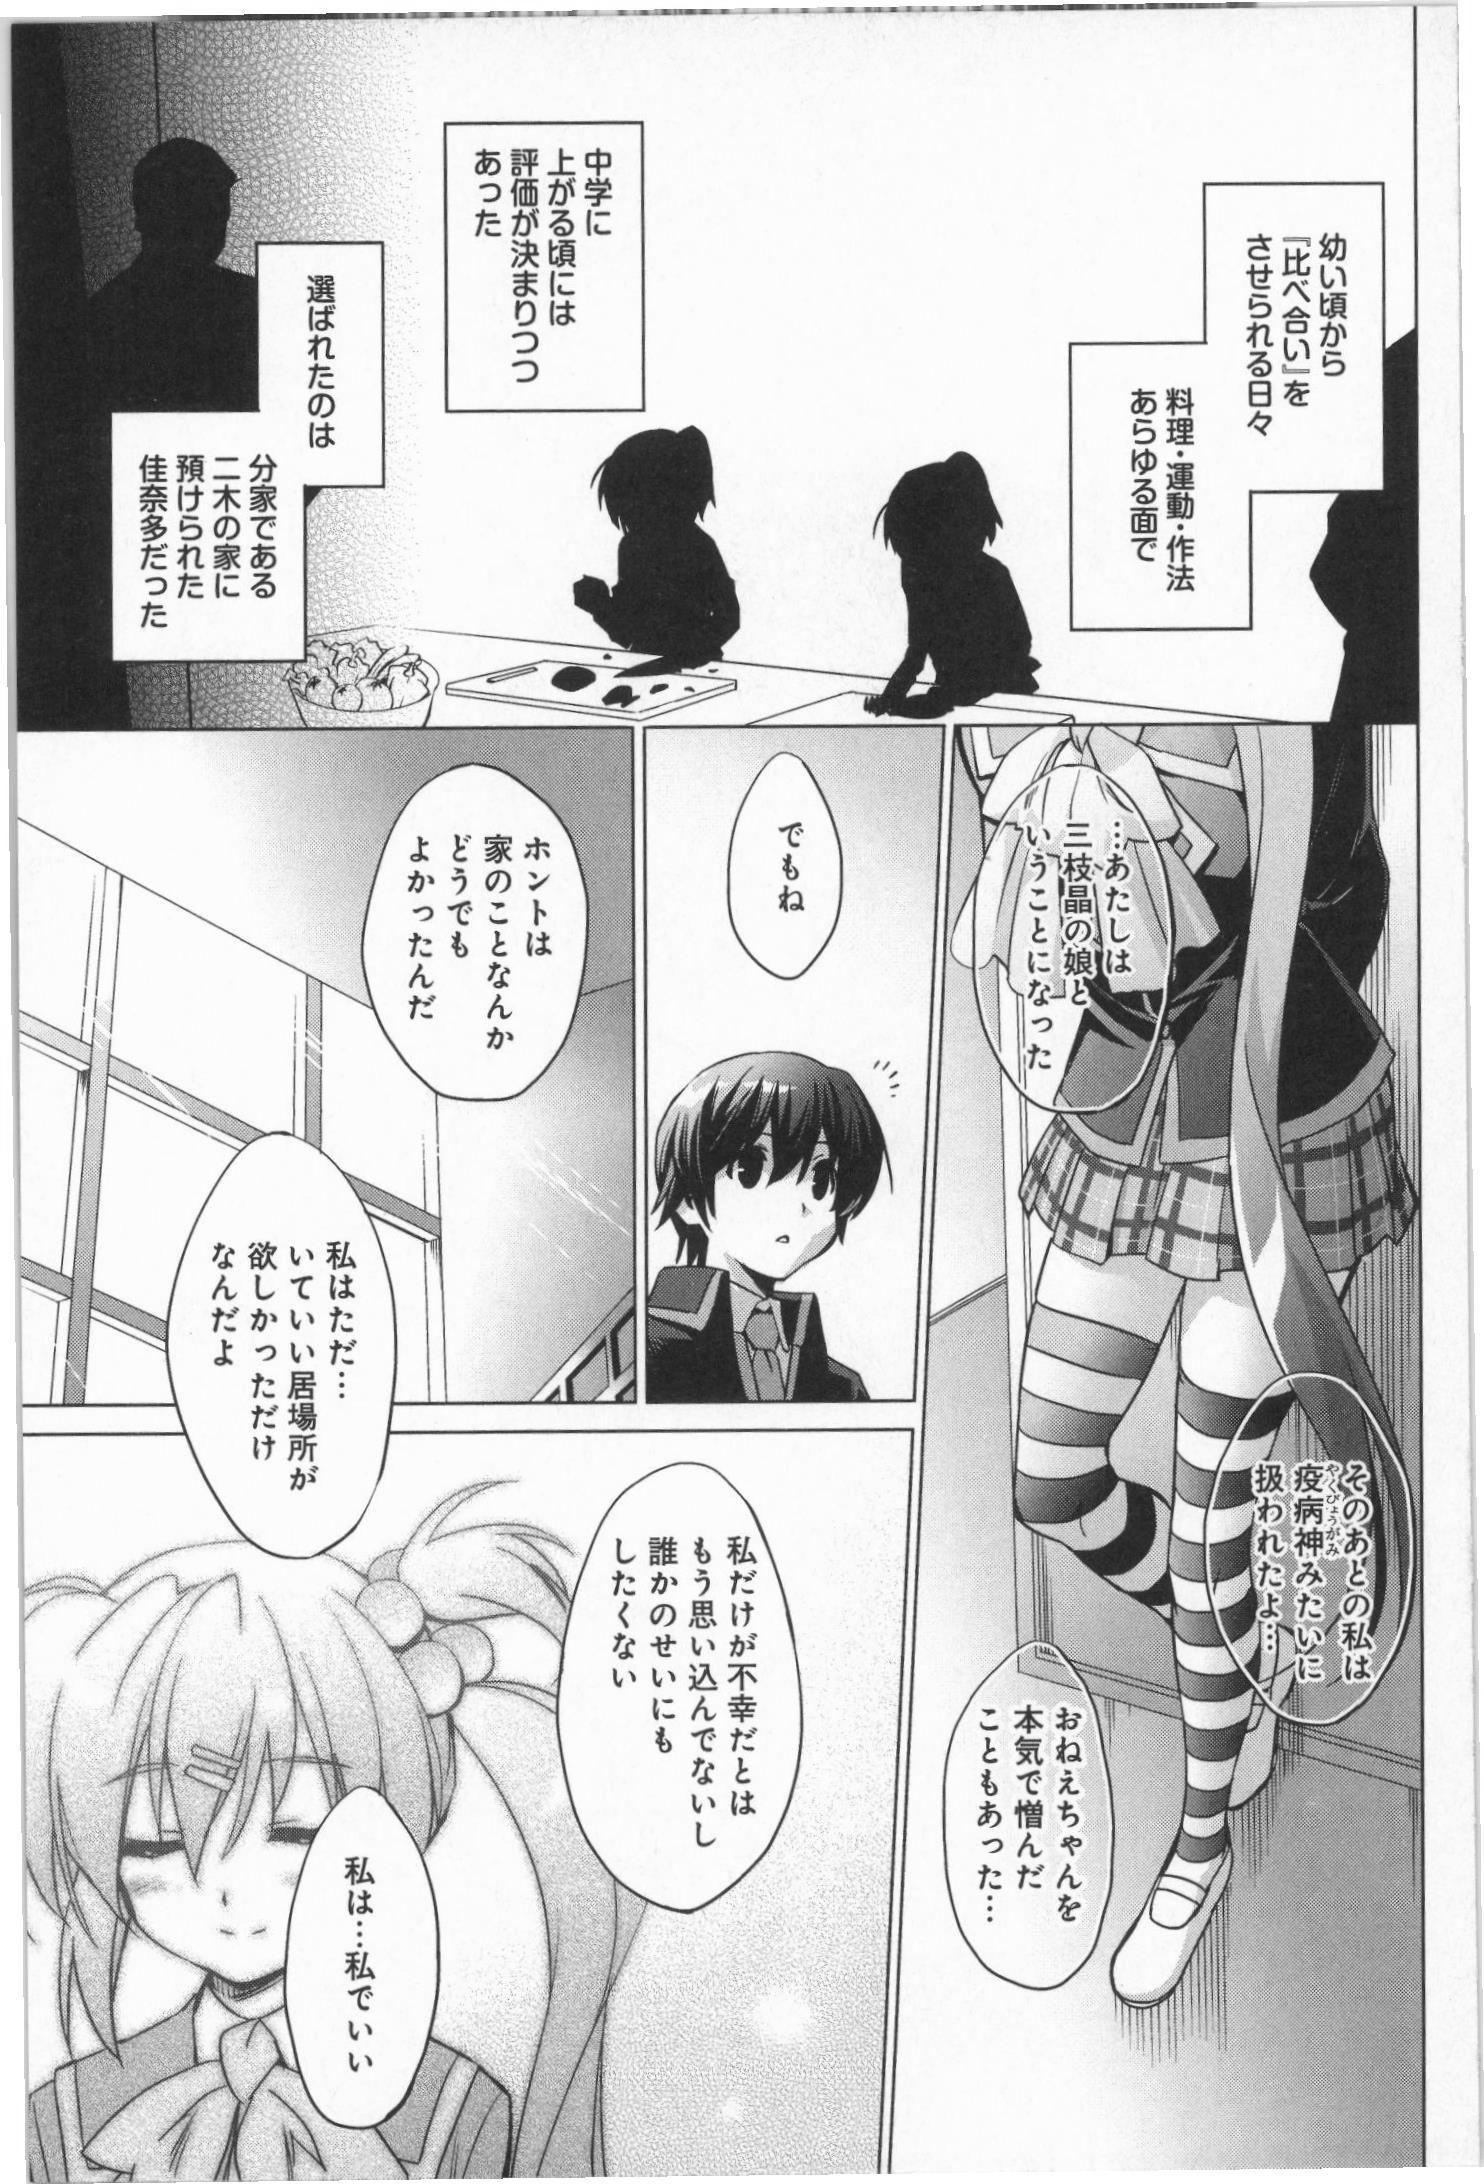 幼い頃から
『比べ合い』を
させられる日々
料理・運動・作法
あらゆる面で
中学に
上がる頃には
評価が決まりつつ
あった
選ばれたのは
分家である
二木の家に
預けられた
佳奈多だった
…あたしは
三枝晶の娘と
いうことになった
そのあとの私は
疫病神みたいに
やくびょうがみ
扱われたよ…
おねえちゃんを
本気で憎んだ
こともあった…
でもね
ホントは
家のことなんか
どうでも
よかったんだ
私はただ…
いていい居場所が
欲しかっただけ
なんだよ
私だけが不幸だとは
もう思い込んでないし
誰かのせいにも
したくない
私は…私でいい